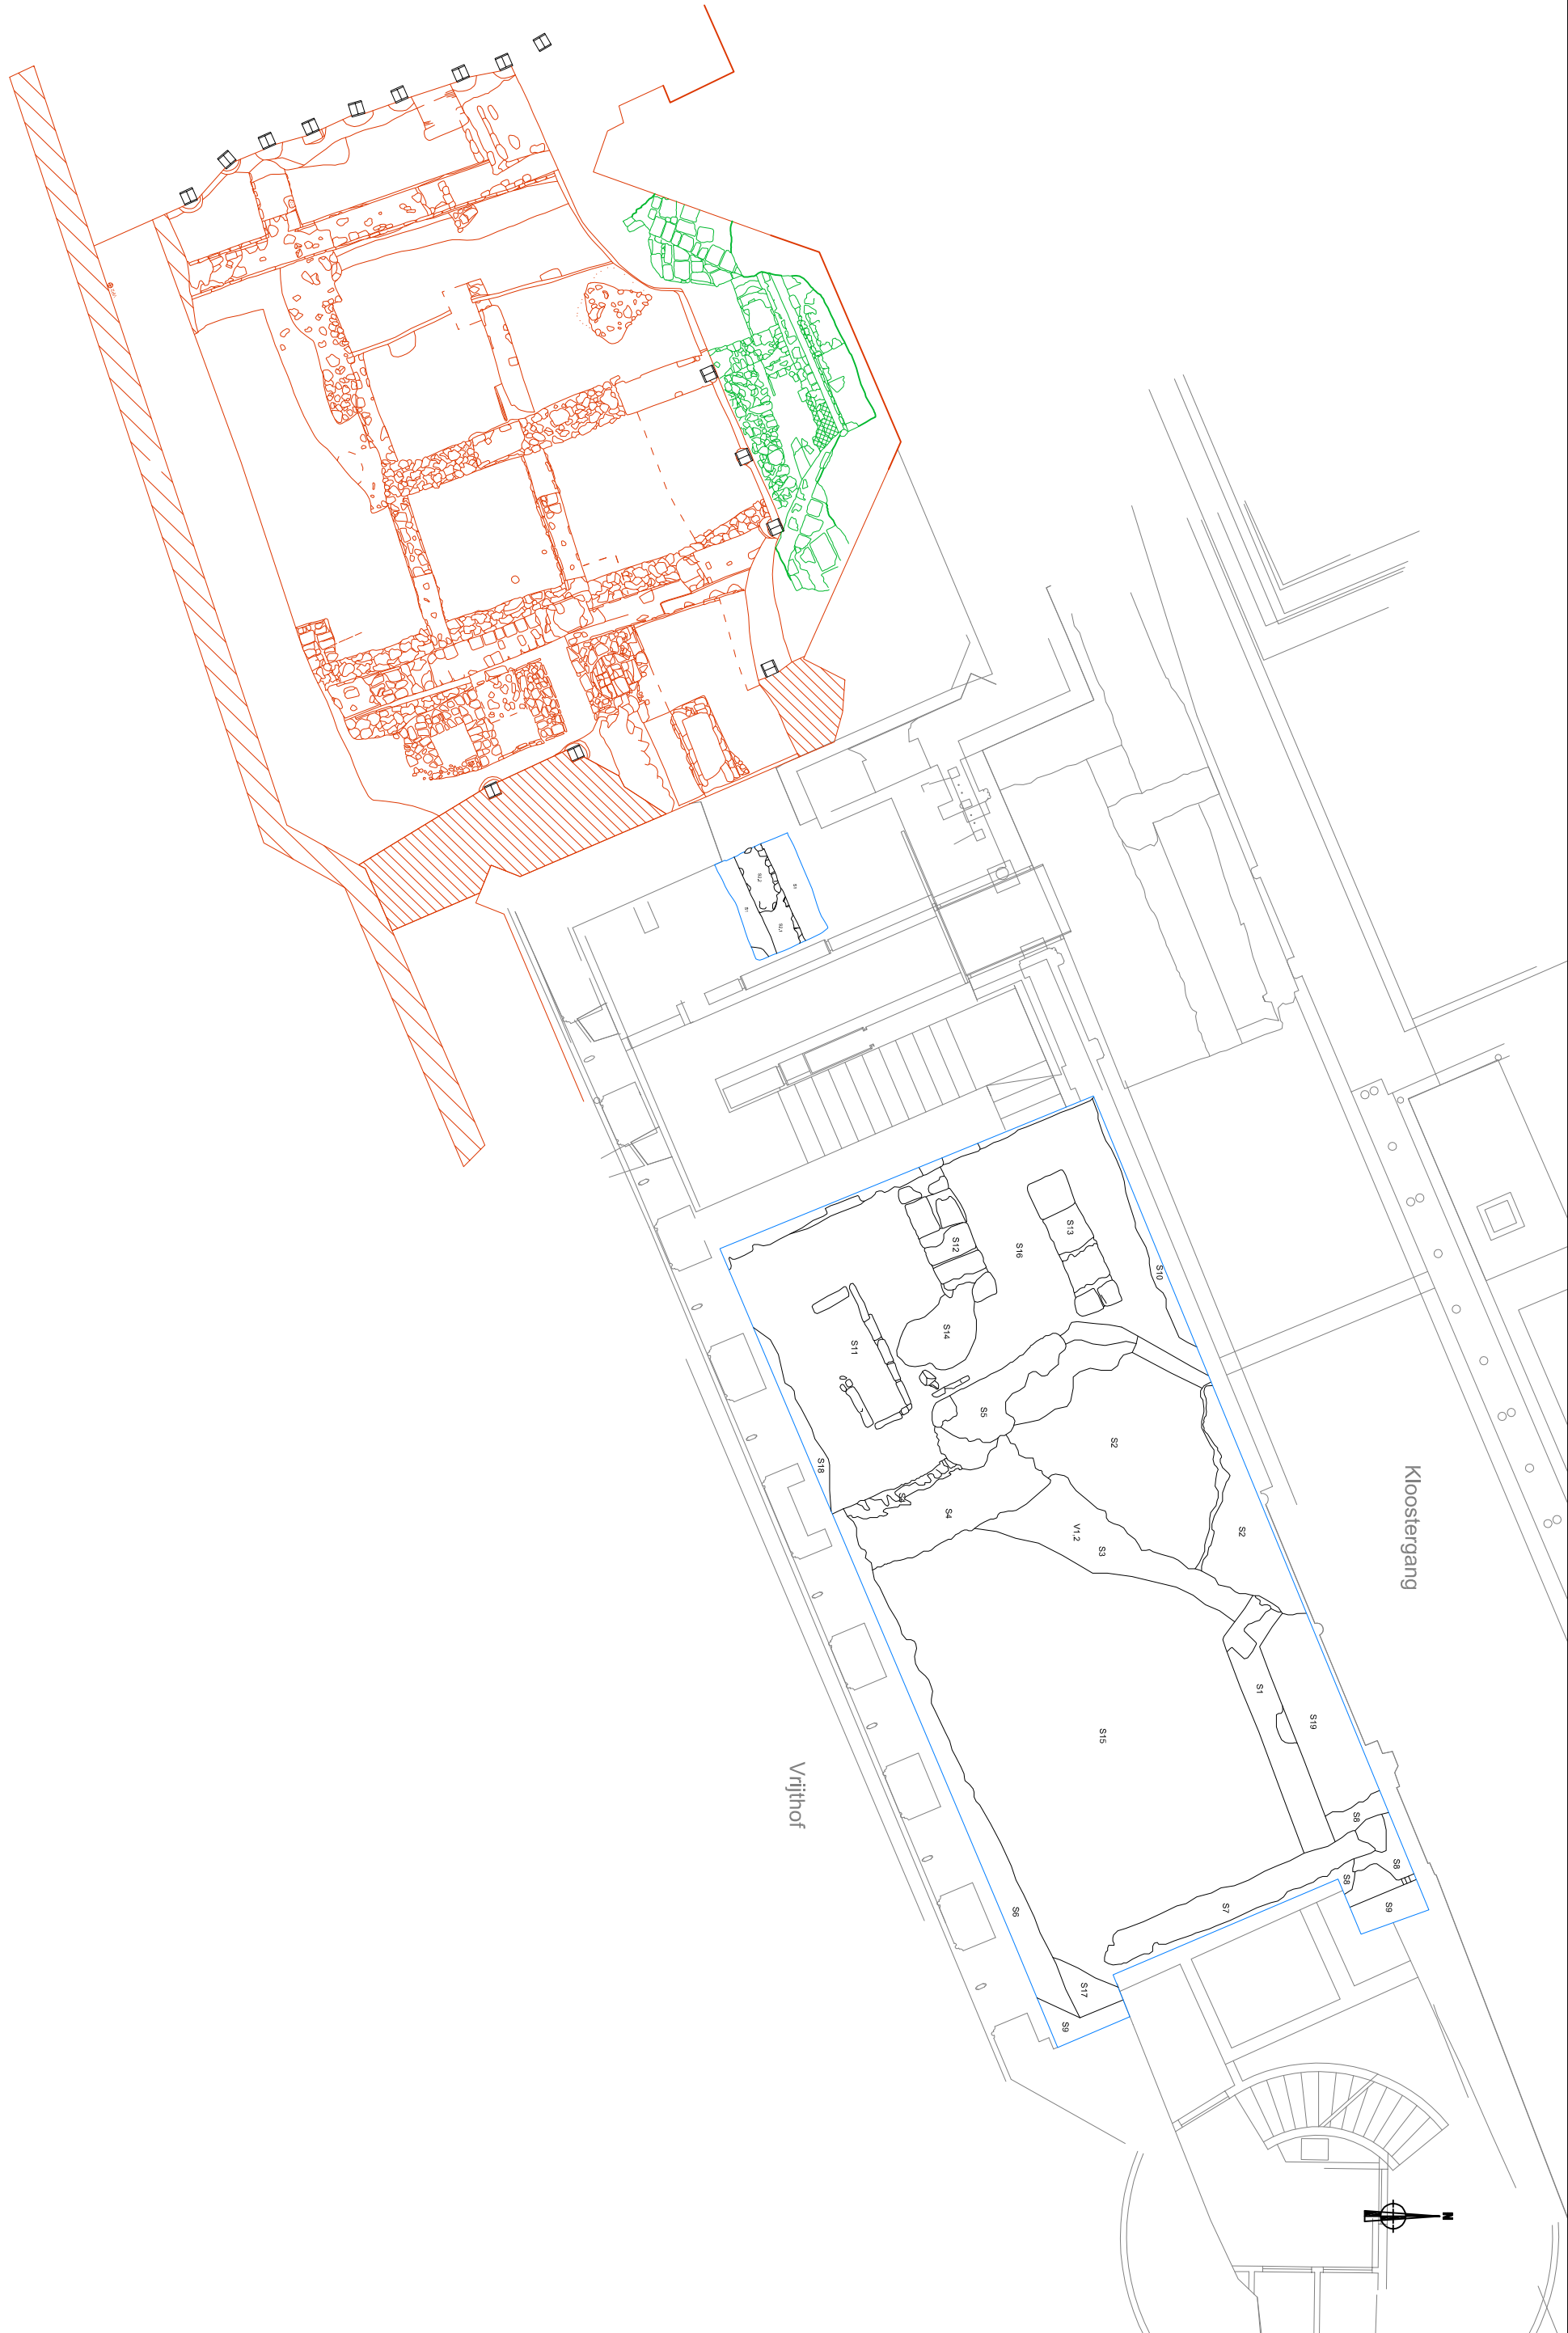 S13
S12
S16
S10
S14
S11
S5
S2
S18
S4
V1.2
S3
S2
Kloostergang
S1
S19
S15
Vrijthof
S8
S8
S8
S7
S9
S6
S17
S9
N